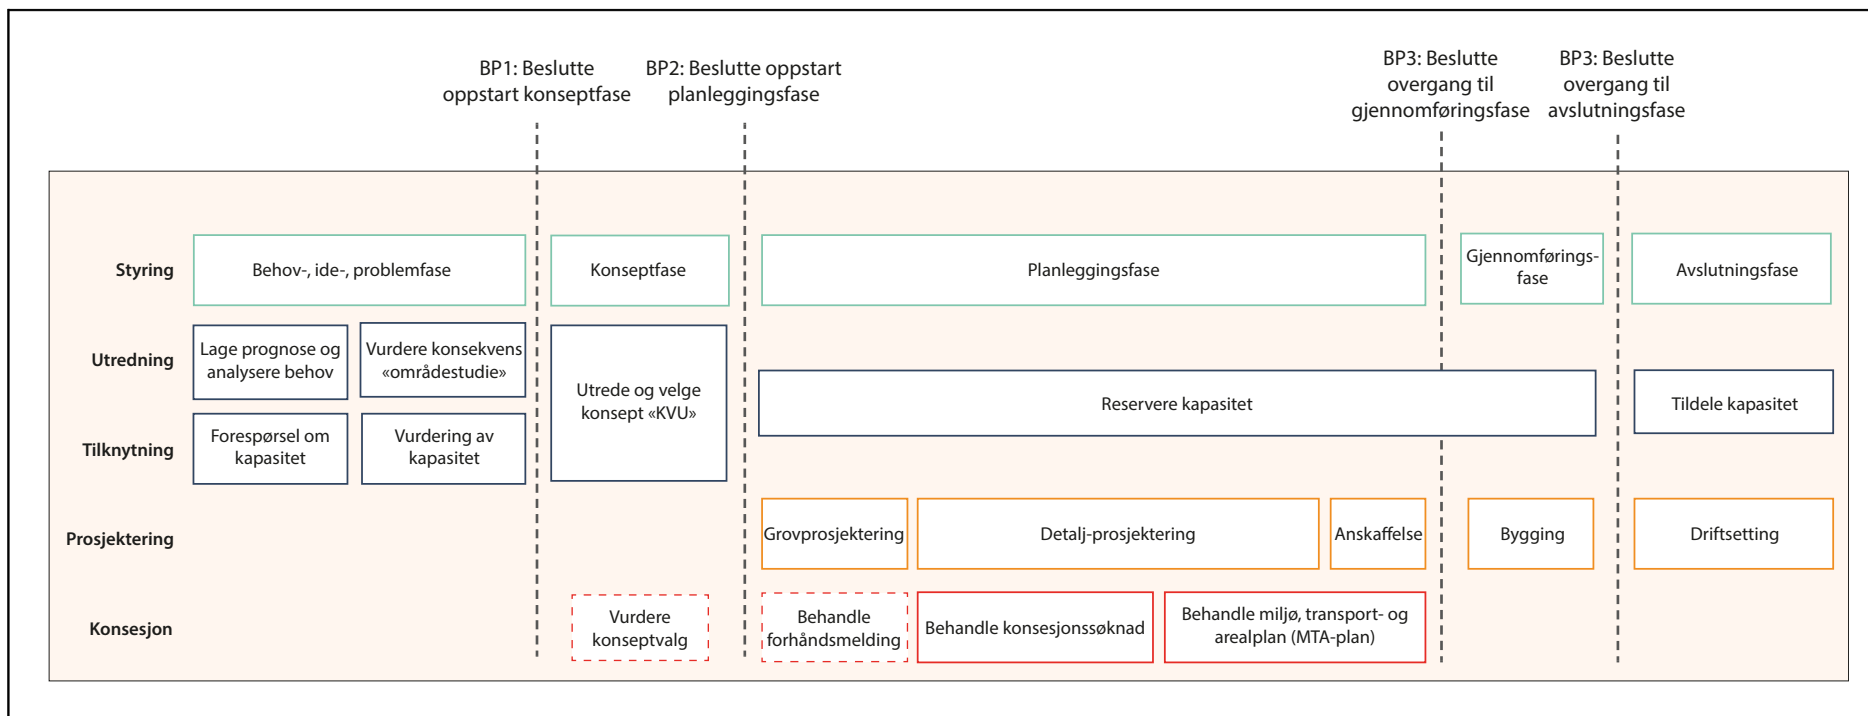 BP1: Beslutte
oppstart konseptfase
BP2: Beslutte oppstart
planleggingsfase
BP3: Beslutte
overgang til
gjennomføringsfase
BP3: Beslutte
overgang til
avslutningsfase
Styring
Behov-, ide-, problemfase
Konseptfase
Planleggingsfase
Gjennomførings-
fase
Avslutningsfase
Utredning
Lage prognose og
analysere behov
Vurdere konsekvens
«områdestudie»
Utrede og velge
konsept «KVU»
Reservere kapasitet
Tildele kapasitet
Tilknytning
Forespørsel om
kapasitet
Vurdering av
kapasitet
Prosjektering
Grovprosjektering
Detalj-prosjektering
Anskaffelse
Bygging
Driftsetting
Konsesjon
Vurdere
konseptvalg
Behandle
forhåndsmelding
Behandle konsesjonssøknad
Behandle miljø, transport- og
arealplan (MTA-plan)